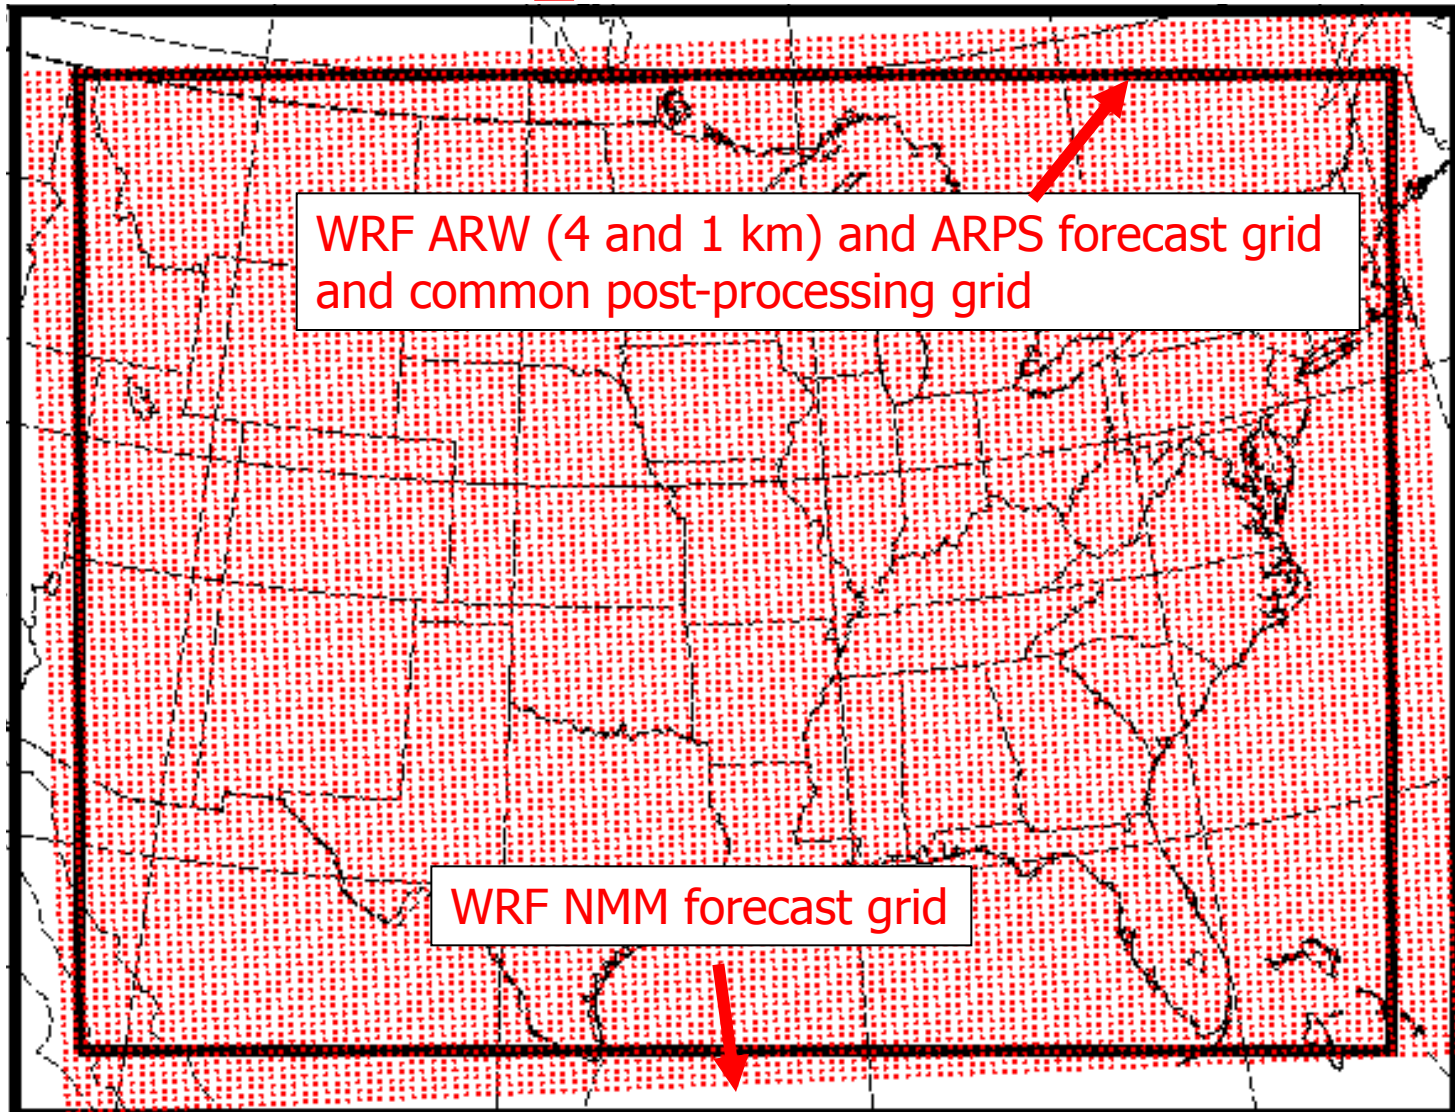 WRF ARW (4 and 1 km) and ARPS forecast grid
and common post-processing grid
WRF NMM forecast grid